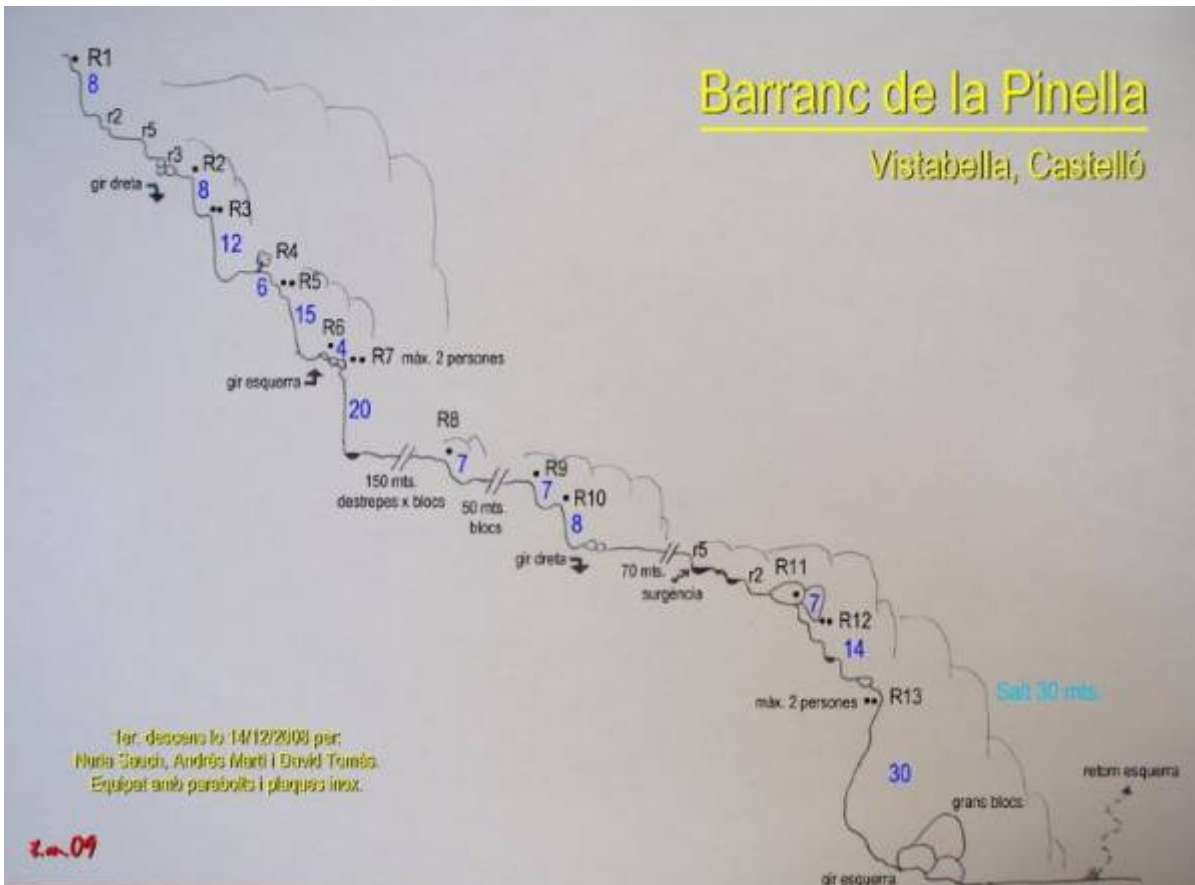 Barranc de la Pinella
Vistabella, Castelló
R1
8
r2
r5
r3
gir dreta
R2
8
R3
12
R4
6
R5
15
R6
4
R7 màx. 2 persones
gir esquerra
20
150 mts.
destrepes x blocs
R8
7
50 mts.
blocs
R9
7
R10
8
gir dreta
70 mts.
r5
surgència
r2
R11
7
R12
14
màx. 2 persones
R13
Salt 30 mts.
30
grans blocs
retorn esquerra
gir esquerra
1er. descens lo 14/12/2008 per:
Nuria Sauch, Andrés Martí i David Tomás.
Equipat amb parabolts i plaques inox.
09